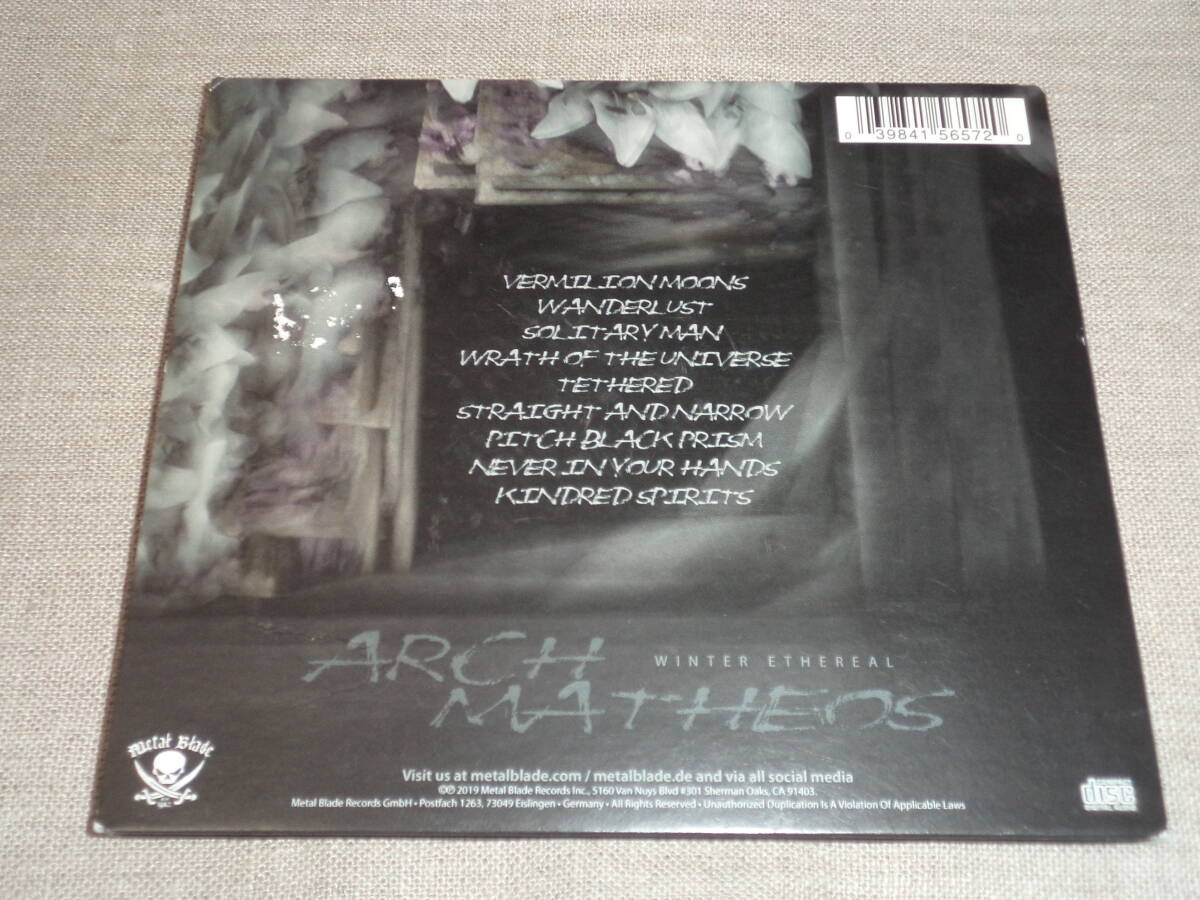 0 39841 56572 0
VERMILION MOONS
WANDERLUST
SOLITARY MAN
WRATH OF THE UNIVERSE
TETHERED
STRAIGHT AND NARROW
PITCH BLACK PRISM
NEVER IN YOUR HANDS
KINDRED SPIRITS
ARCH
WINTER ETHEREAL
MATHEOS
Metal Blade
Visit us at metalblade.com / metalblade.de and via all social media
©℗ 2019 Metal Blade Records Inc., 5160 Van Nuys Blvd #301 Sherman Oaks, CA 91403.
Metal Blade Records GmbH • Postfach 1263, 73049 Eislingen • Germany • All Rights Reserved • Unauthorized Duplication Is A Violation Of Applicable Laws
disc